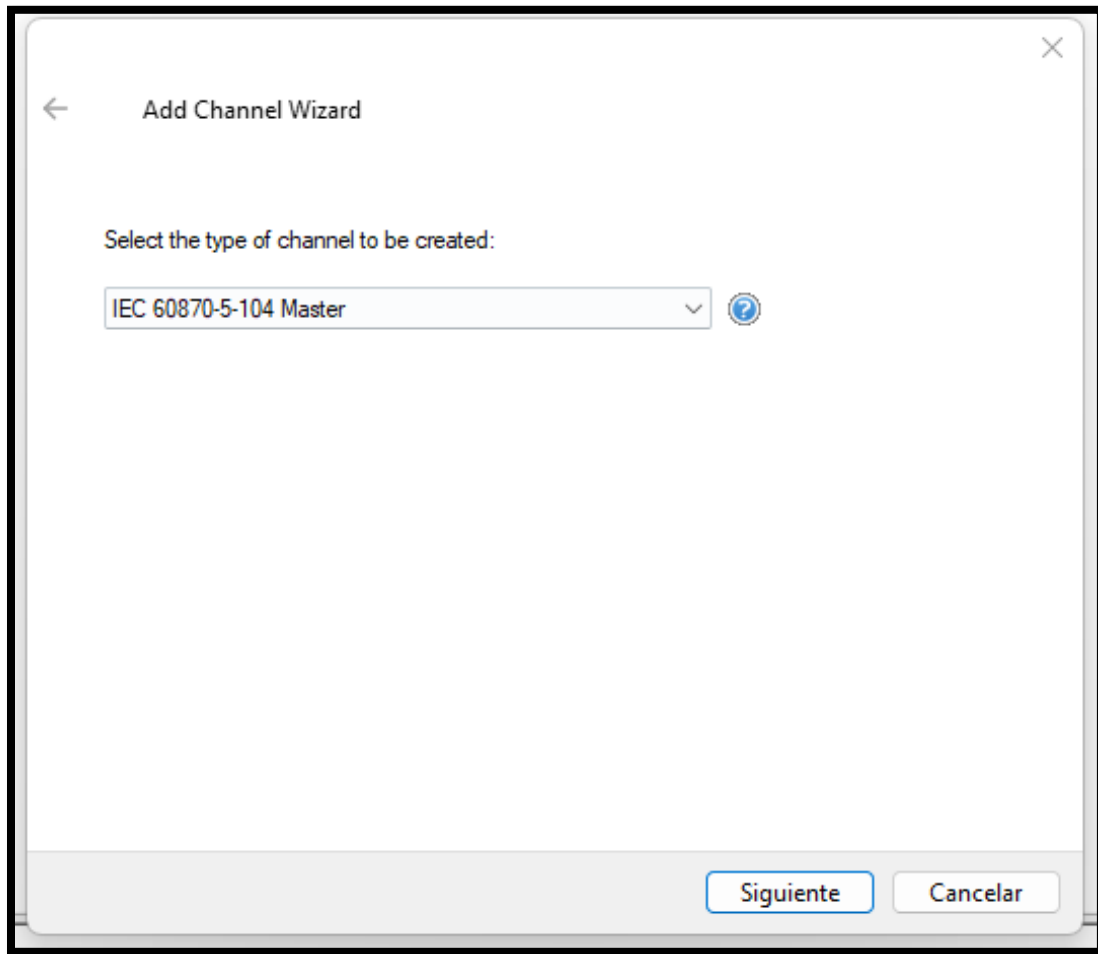 Add Channel Wizard
Select the type of channel to be created:
IEC 60870-5-104 Master
Siguiente Cancelar